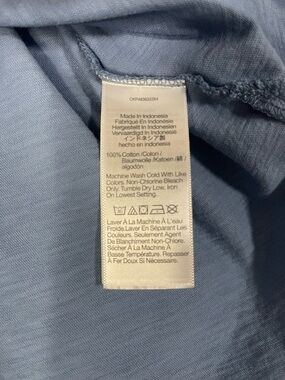 Made In Indonesia
Fabriqué En Indonésie
Hergestellt In Indonesien
Vervaardigd In Indonesië
インドネシア製
hecho en indonesia
100% Cotton /Coton /
Baumwolle /Katoen /綿 /
algodón
Machine Wash Cold With Like
Colors. Non-Chlorine Bleach
Only; Tumble Dry Low, Iron
On Lowest Setting.
Laver À La Machine À L'eau
Froide.Laver En Séparant Les
Couleurs. Seulement Agent
De Blanchiment Non-Chlore.
Sécher À La Machine À
Basse Température. Repasser
À Fer Doux Si Nécessaire.